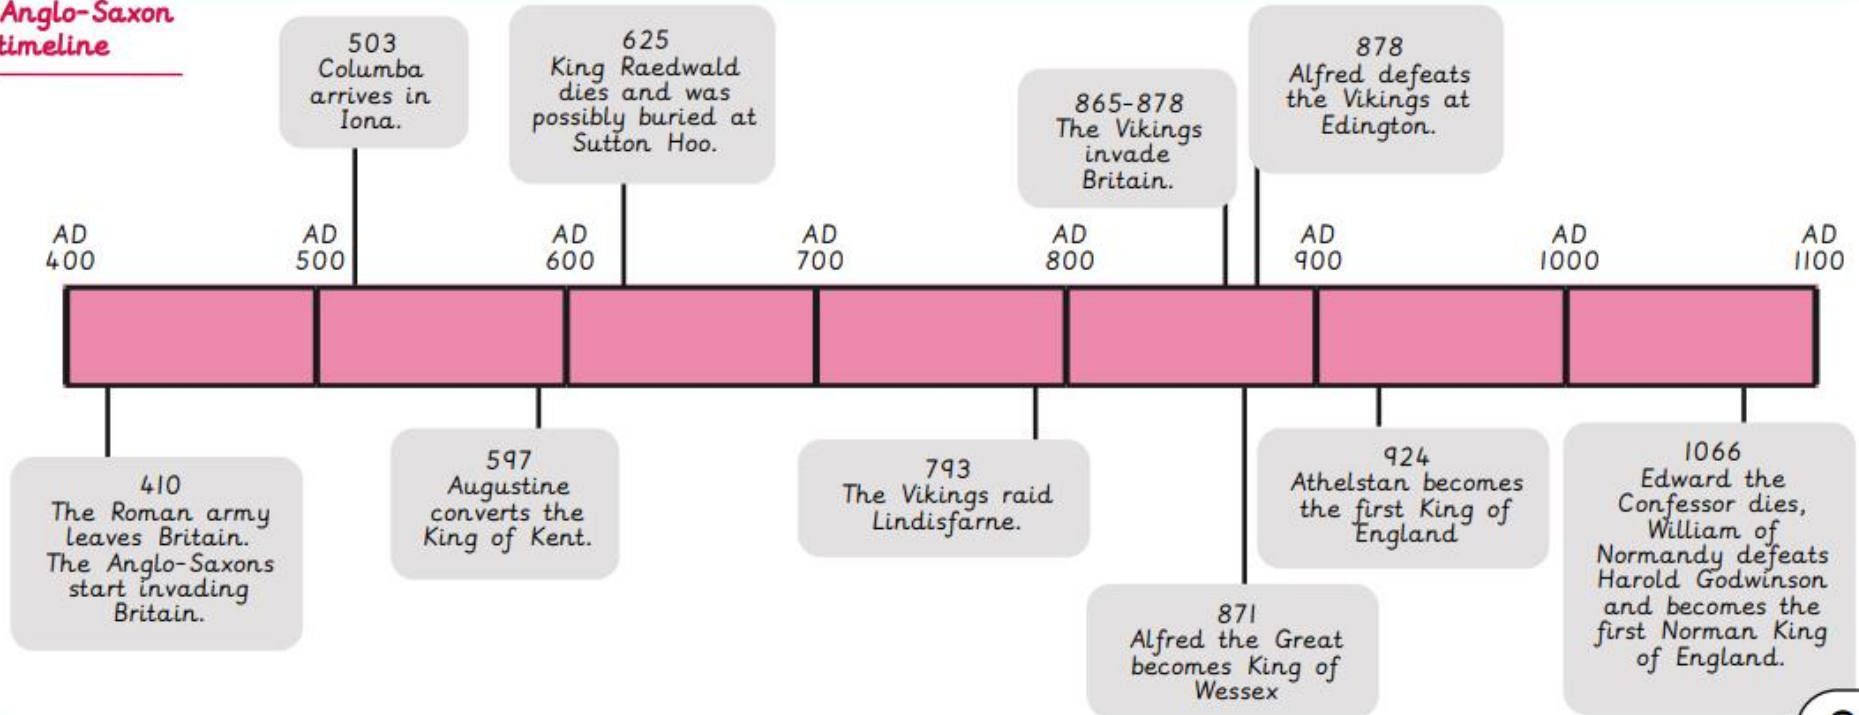 Anglo-Saxon
timeline
503
Columba
arrives in
Iona.
625
King Raedwald
dies and was
possibly buried at
Sutton Hoo.
865-878
The Vikings
invade
Britain.
878
Alfred defeats
the Vikings at
Edington.
AD
400
AD
500
AD
600
AD
700
AD
800
AD
900
AD
1000
AD
1100
410
The Roman army
leaves Britain.
The Anglo-Saxons
start invading
Britain.
597
Augustine
converts the
King of Kent.
793
The Vikings raid
Lindisfarne.
871
Alfred the Great
becomes King of
Wessex
924
Athelstan becomes
the first King of
England
1066
Edward the
Confessor dies,
William of
Normandy defeats
Harold Godwinson
and becomes the
first Norman King
of England.